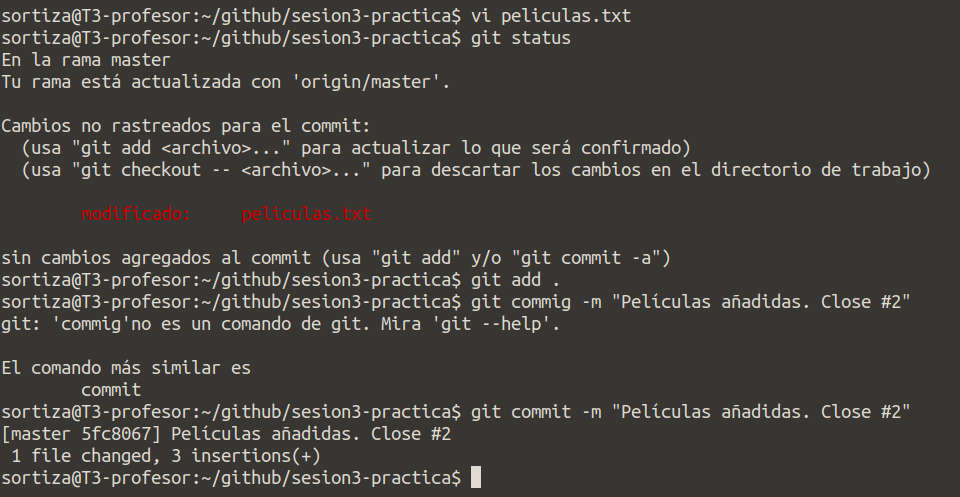 sortiza@T3-profesor:~/github/sesion3-practica$ vi peliculas.txt
sortiza@T3-profesor:~/github/sesion3-practica$ git status
En la rama master
Tu rama está actualizada con 'origin/master'.

Cambios no rastreados para el commit:
  (usa "git add <archivo>..." para actualizar lo que será confirmado)
  (usa "git checkout -- <archivo>..." para descartar los cambios en el directorio de trabajo)

        modificado:     peliculas.txt

sin cambios agregados al commit (usa "git add" y/o "git commit -a")
sortiza@T3-profesor:~/github/sesion3-practica$ git add .
sortiza@T3-profesor:~/github/sesion3-practica$ git commig -m "Películas añadidas. Close #2"
git: 'commig'no es un comando de git. Mira 'git --help'.

El comando más similar es
        commit
sortiza@T3-profesor:~/github/sesion3-practica$ git commit -m "Películas añadidas. Close #2"
[master 5fc8067] Películas añadidas. Close #2
 1 file changed, 3 insertions(+)
sortiza@T3-profesor:~/github/sesion3-practica$